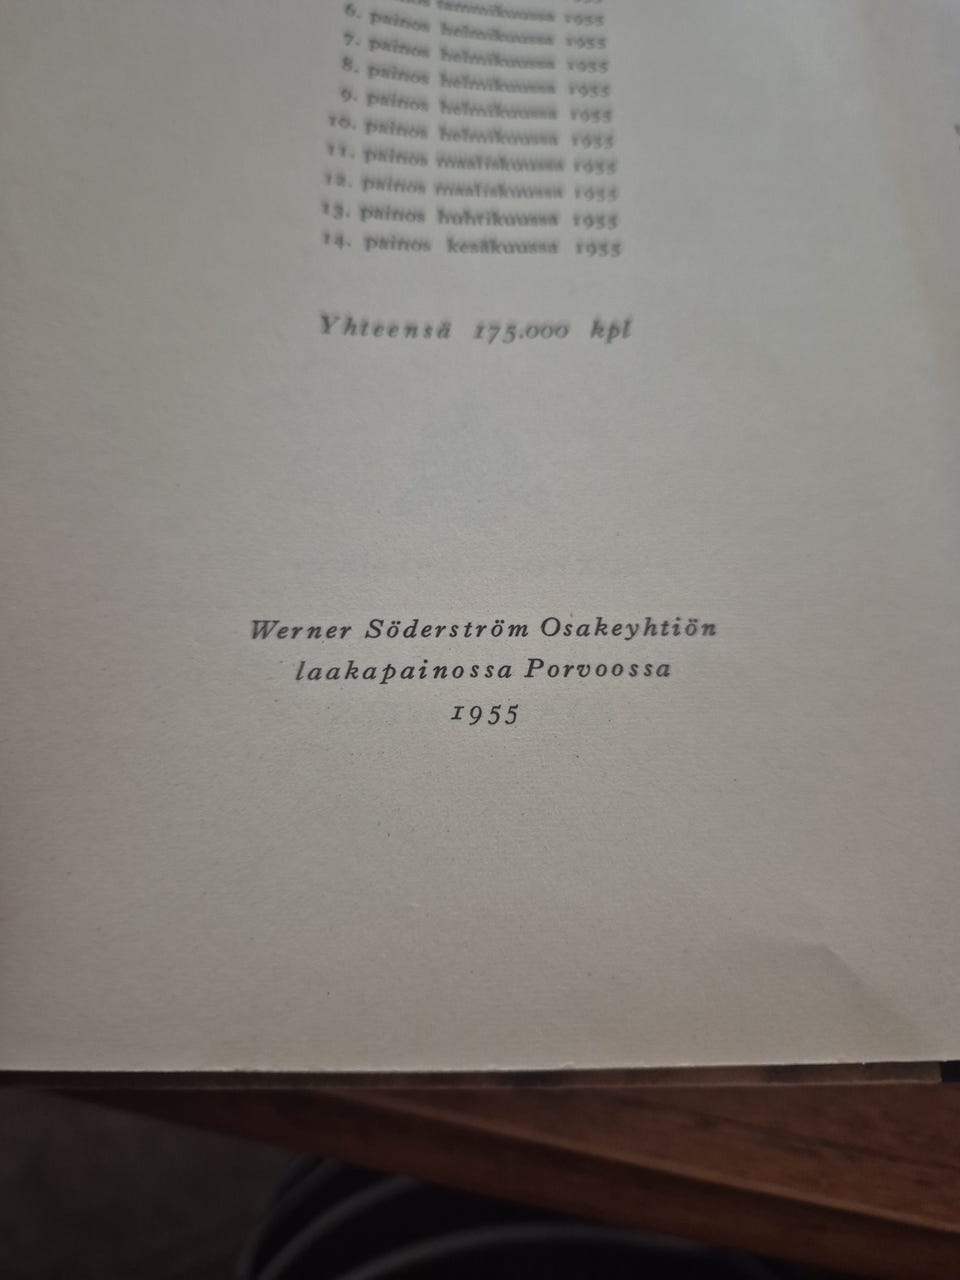 tammikuussa 1955
6. painos helmikuussa 1955
7. painos helmikuussa 1955
8. painos helmikuussa 1955
9. painos helmikuussa 1955
10. painos helmikuussa 1955
11. painos maaliskuussa 1955
12. painos maaliskuussa 1955
13. painos huhtikuussa 1955
14. painos kesäkuussa 1955
Yhteensä 175.000 kpl
Werner Söderström Osakeyhtiön
laakapainossa Porvoossa
1955